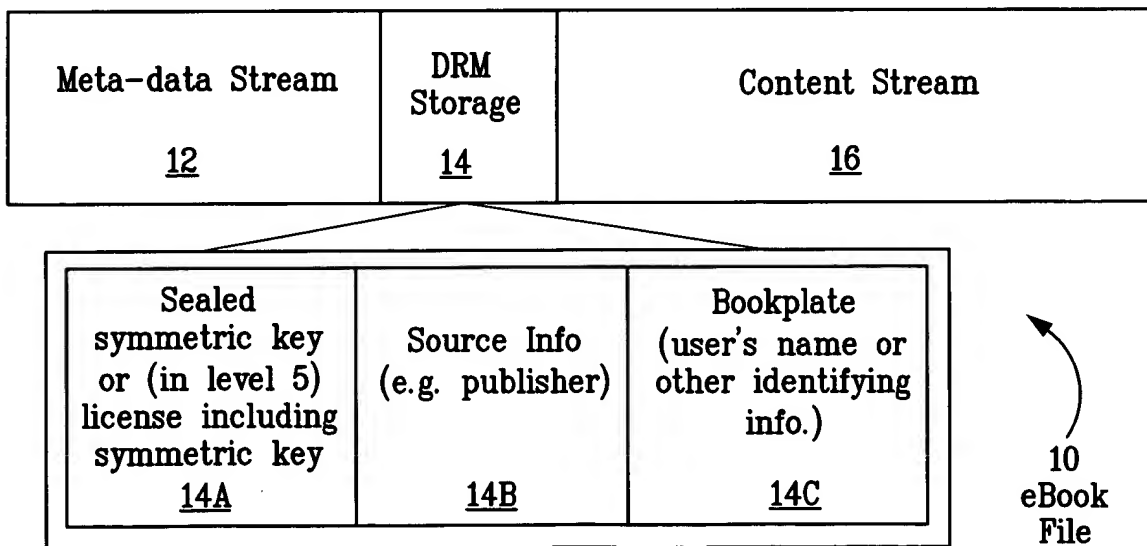 Meta-data Stream
12
DRM
Storage
14
Content Stream
16
Sealed
symmetric key
or (in level 5)
license including
symmetric key
14A
Source Info
(e.g. publisher)
14B
Bookplate
(user's name or
other identifying
info.)
14C
10
eBook
File